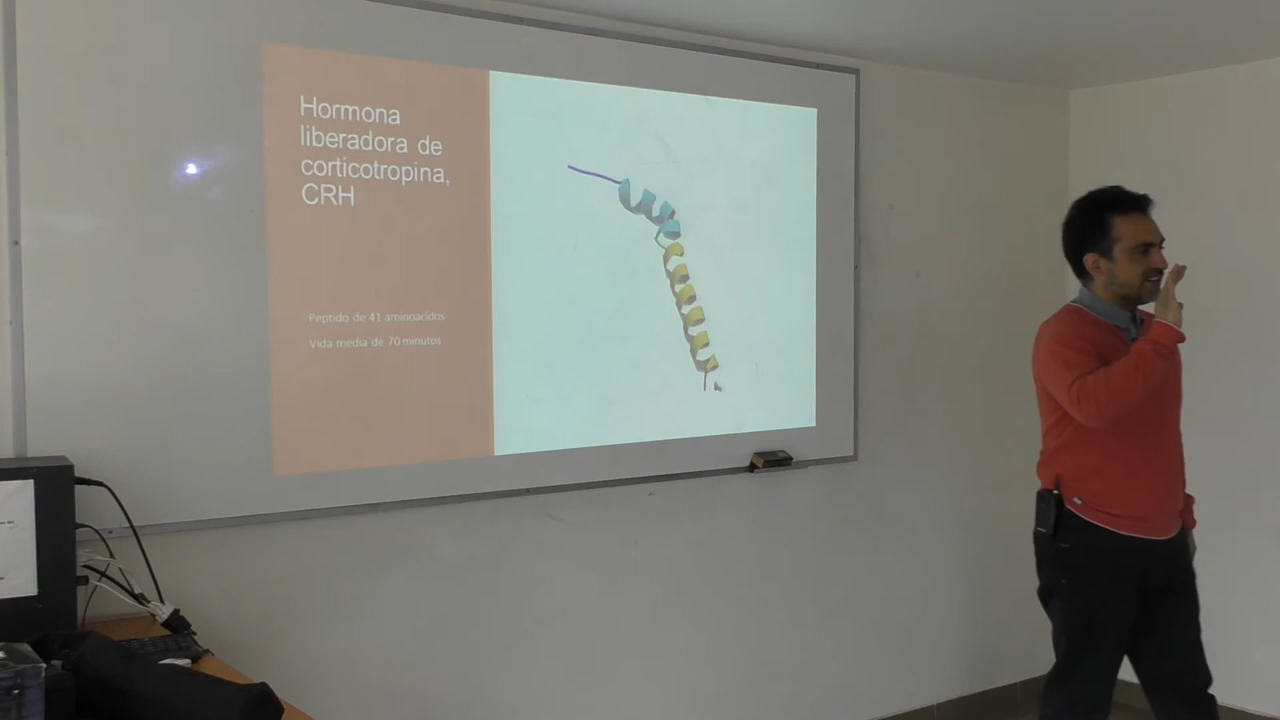 Hormona
liberadora de
corticotropina,
CRH
Peptido de 41 aminoacidos
Vida media de 70 minutos